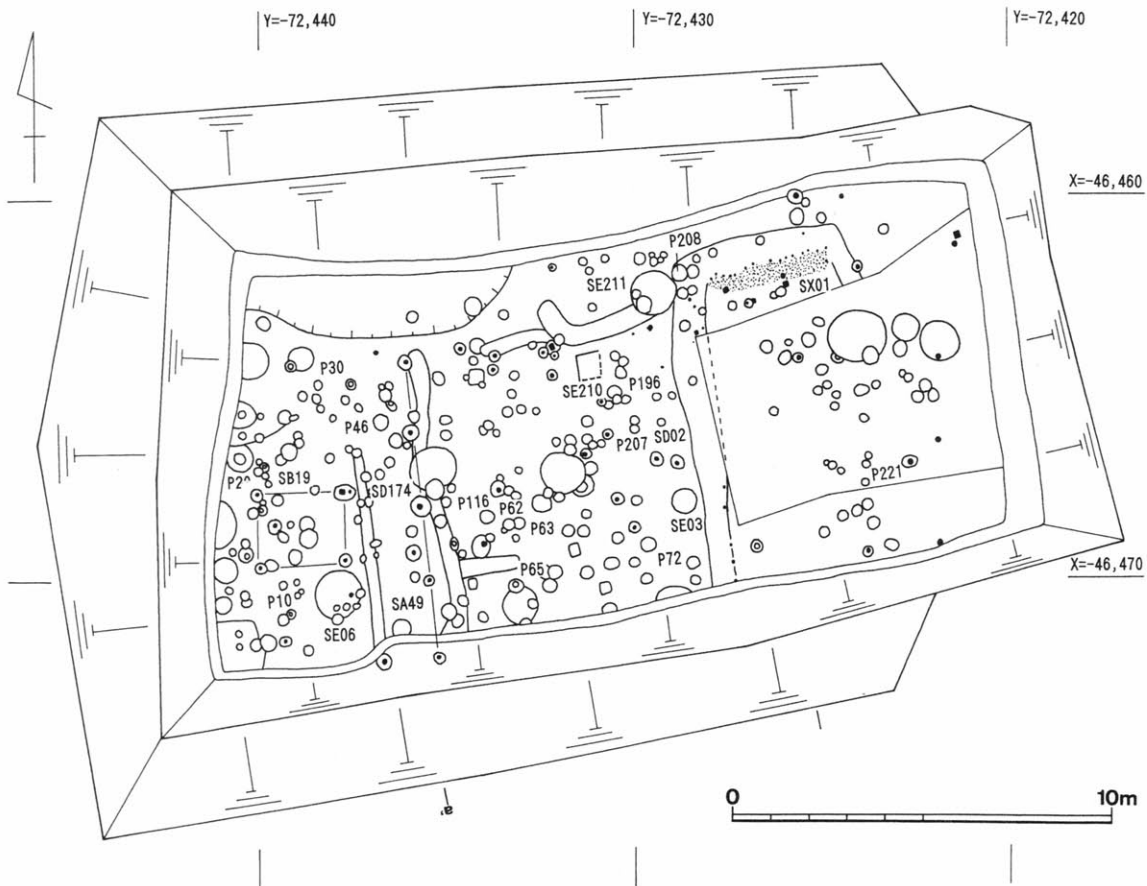 Y=-72,440
Y=-72,430
Y=-72,420
X=-46,460
P208
SE211
SX01
P30
SE210
P196
P46
P207
SD02
SB19
SD174
P221
P116
P62
P63
SE03
P72
P65
X=-46,470
P10
SA49
SE06
a'
0
10m